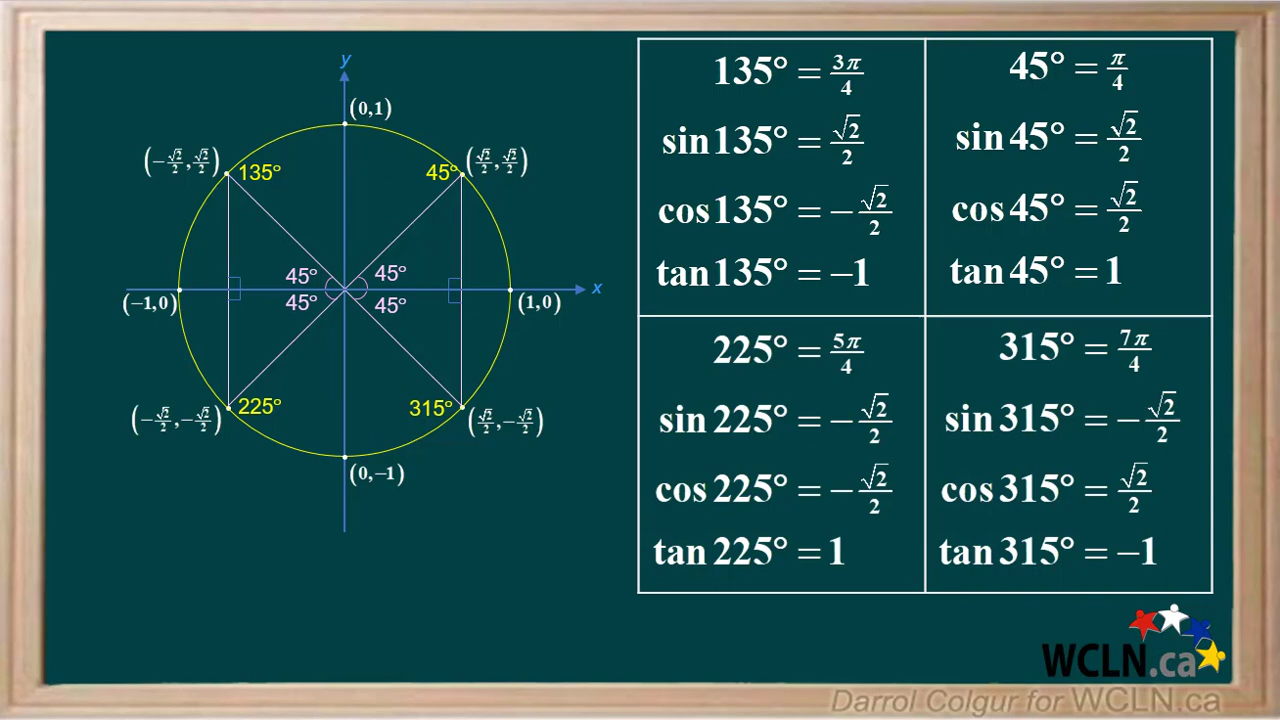 y
(0,1)
(−√2/2, √2/2)
135°
45°
(√2/2, √2/2)
45°
45°
45°
45°
x
(−1,0)
(1,0)
(−√2/2, −√2/2)
225°
315°
(√2/2, −√2/2)
(0,−1)
135° = 3π/4
sin 135° = √2/2
cos 135° = −√2/2
tan 135° = −1
45° = π/4
sin 45° = √2/2
cos 45° = √2/2
tan 45° = 1
225° = 5π/4
sin 225° = −√2/2
cos 225° = −√2/2
tan 225° = 1
315° = 7π/4
sin 315° = −√2/2
cos 315° = √2/2
tan 315° = −1
WCLN.ca
Darrol Colgur for WCLN.ca